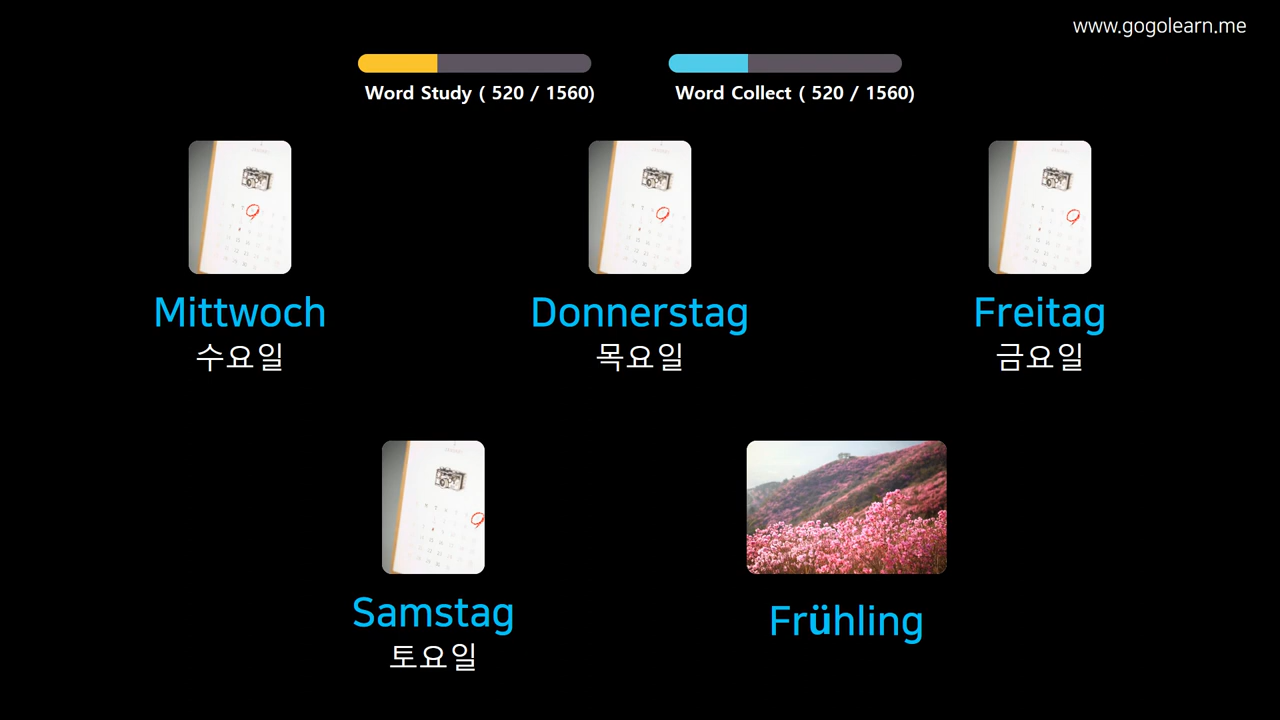 www.gogolearn.me
Word Study ( 520 / 1560)
Word Collect ( 520 / 1560)
Mittwoch
수요일
Donnerstag
목요일
Freitag
금요일
Samstag
토요일
Frühling